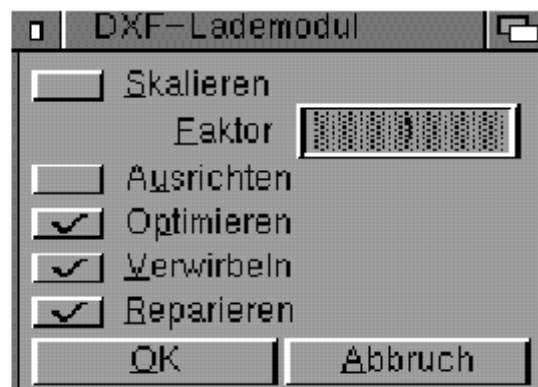 DXF-Lademodul
Skalieren
Faktor
Ausrichten
Optimieren
Verwirbeln
Reparieren
OK
Abbruch